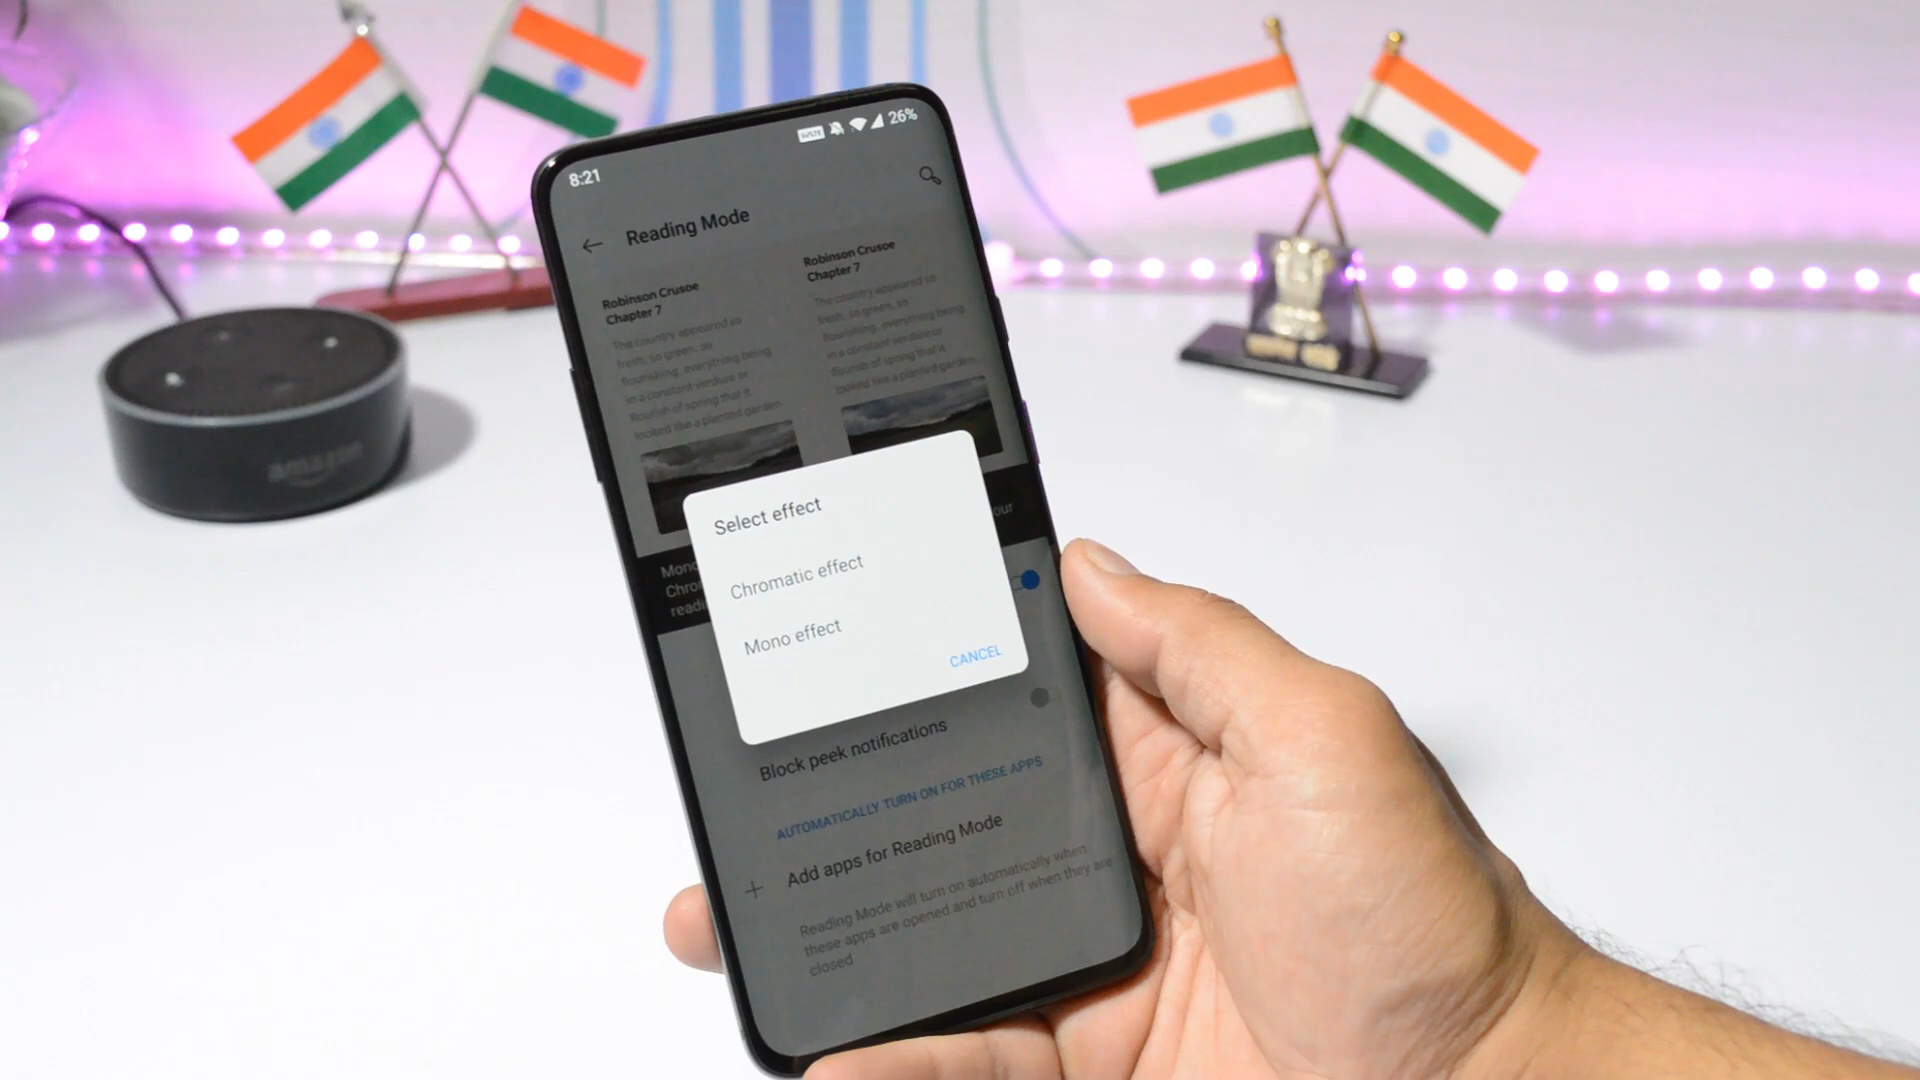 8:21
VoLTE
26%
Reading Mode
Robinson Crusoe
Chapter 7
The country appeared so
fresh, so green, so
flourishing, everything being
in a constant verdure or
flourish of spring that it
looked like a planted garden
Robinson Crusoe
Chapter 7
The country appeared so
fresh, so green, so
flourishing, everything being
in a constant verdure or
flourish of spring that it
looked like a planted garden...
Select effect
Chromatic effect
Mono effect
CANCEL
Block peek notifications
AUTOMATICALLY TURN ON FOR THESE APPS
+ Add apps for Reading Mode
Reading Mode will turn on automatically when
these apps are opened and turn off when they are
closed
amazon